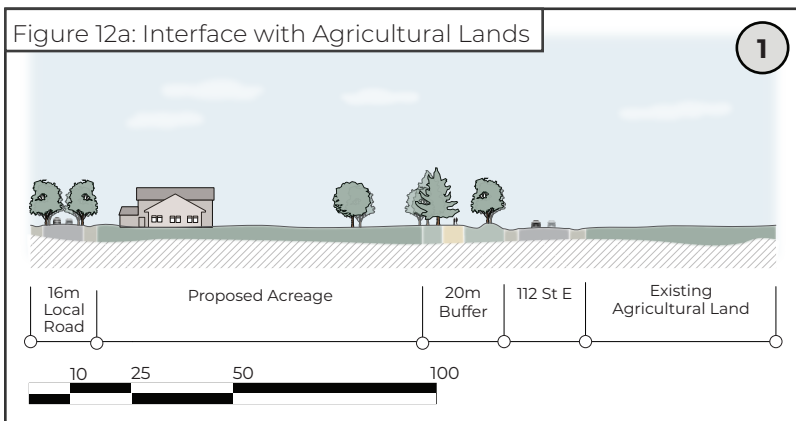 Figure 12a: Interface with Agricultural Lands
1
16m
Local
Road
Proposed Acreage
20m
Buffer
112 St E
Existing
Agricultural Land
10 25 50 100